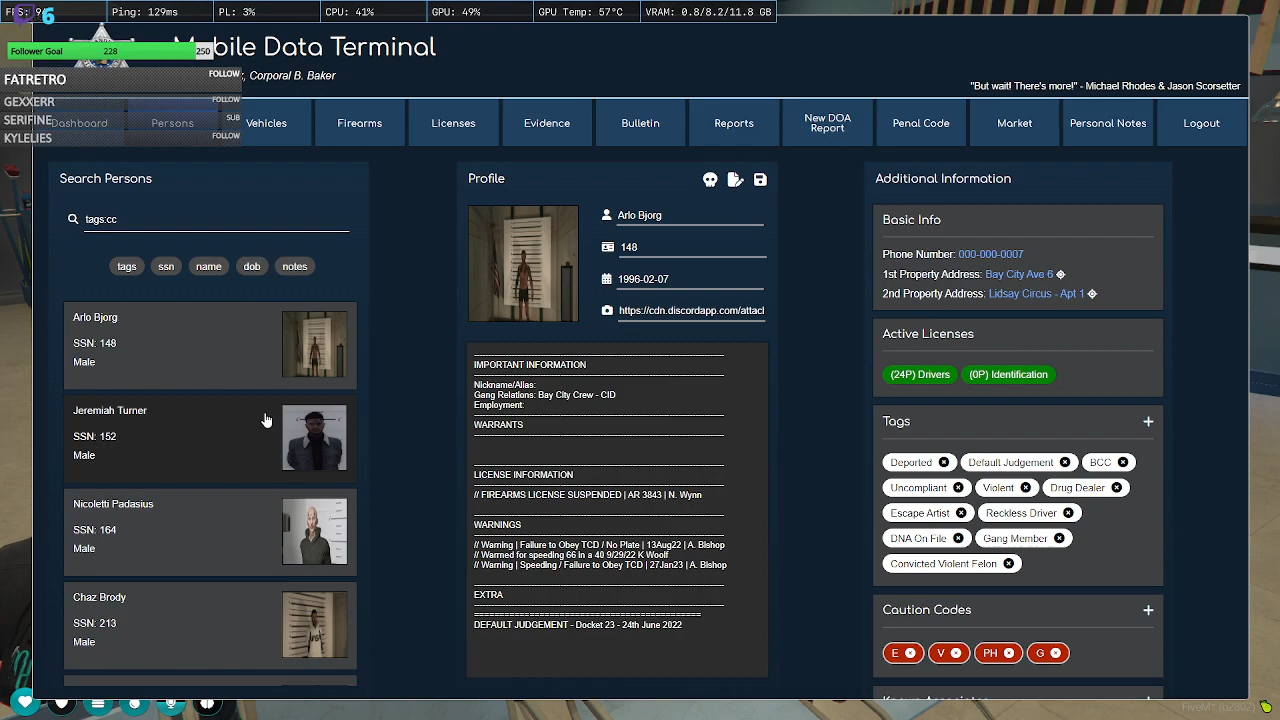 6
Ping: 129ms
PL: 3%
CPU: 41%
GPU: 49%
GPU Temp: 57°C
VRAM: 0.8/8.2/11.3 GB
Follower Goal 228 250
FATRETRO FOLLOW
GEXXERR FOLLOW
SERIFINE SUB
KYLELIES FOLLOW
Mobile Data Terminal
Corporal B. Baker
"But wait! There's more!" - Michael Rhodes & Jason Scorsetter
Dashboard
Persons
Vehicles
Firearms
Licenses
Evidence
Bulletin
Reports
New DOA
Report
Penal Code
Market
Personal Notes
Logout
Search Persons
tags:cc
tags ssn name dob notes
Arlo Bjorg
SSN: 148
Male
Jeremiah Turner
SSN: 152
Male
Nicoletti Padasius
SSN: 164
Male
Chaz Brody
SSN: 213
Male
Profile
Arlo Bjorg
148
1996-02-07
https://cdn.discordapp.com/attacl
IMPORTANT INFORMATION
Nickname/Alias:
Gang Relations: Bay City Crew - CID
Employment:
WARRANTS
LICENSE INFORMATION
// FIREARMS LICENSE SUSPENDED | AR 3843 | N. Wynn
WARNINGS
// Warning | Failure to Obey TCD / No Plate | 13Aug22 | A. Bishop
// Warned for speeding 66 in a 40 9/29/22 K Woolf
// Warning | Speeding / Failure to Obey TCD | 27Jan23 | A. Bishop
EXTRA
DEFAULT JUDGEMENT - Docket 23 - 24th June 2022
Additional Information
Basic Info
Phone Number: 000-000-0007
1st Property Address: Bay City Ave 6
2nd Property Address: Lidsay Circus - Apt 1
Active Licenses
(24P) Drivers (0P) Identification
Tags
Deported Default Judgement BCC
Uncompliant Violent Drug Dealer
Escape Artist Reckless Driver
DNA On File Gang Member
Convicted Violent Felon
Caution Codes
E V PH G
Known Associates
FiveM* (b2802)